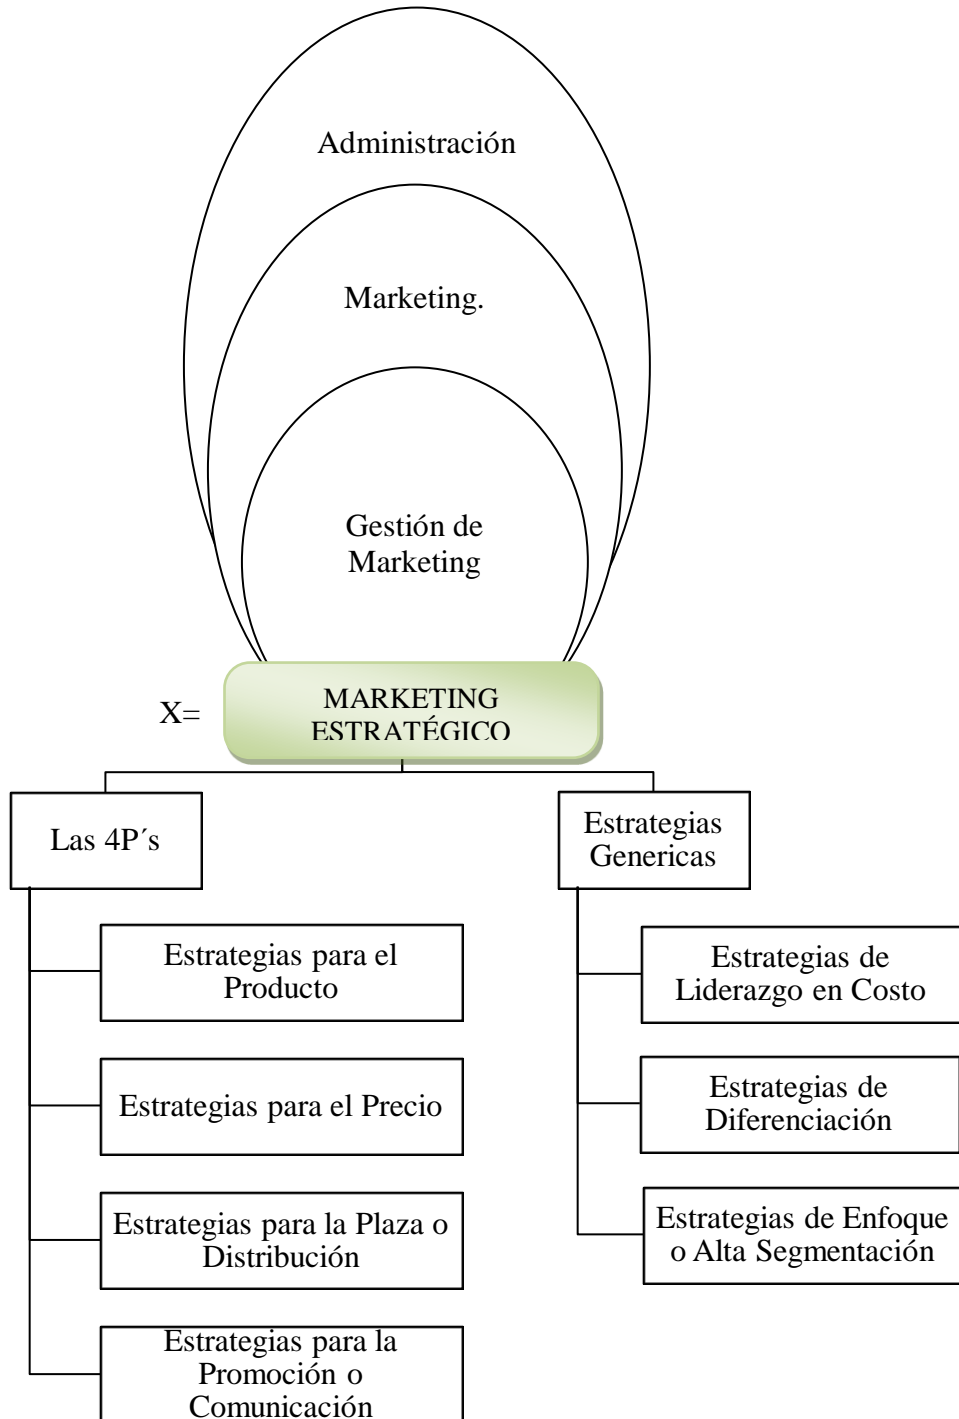 Administración
Marketing.
Gestión de
Marketing
X=
MARKETING
ESTRATÉGICO
Las 4P´s
Estrategias para el
Producto
Estrategias para el Precio
Estrategias para la Plaza o
Distribución
Estrategias para la
Promoción o
Comunicación
Estrategias
Genericas
Estrategias de
Liderazgo en Costo
Estrategias de
Diferenciación
Estrategias de Enfoque
o Alta Segmentación